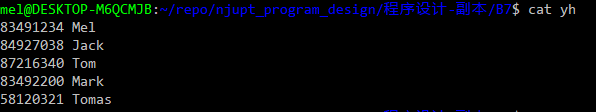 mel@DESKTOP-M6QCMJB:~/repo/njupt_program_design/程序设计-副本/B7$ cat yh
83491234 Mel
84927038 Jack
87216340 Tom
83492200 Mark
58120321 Tomas